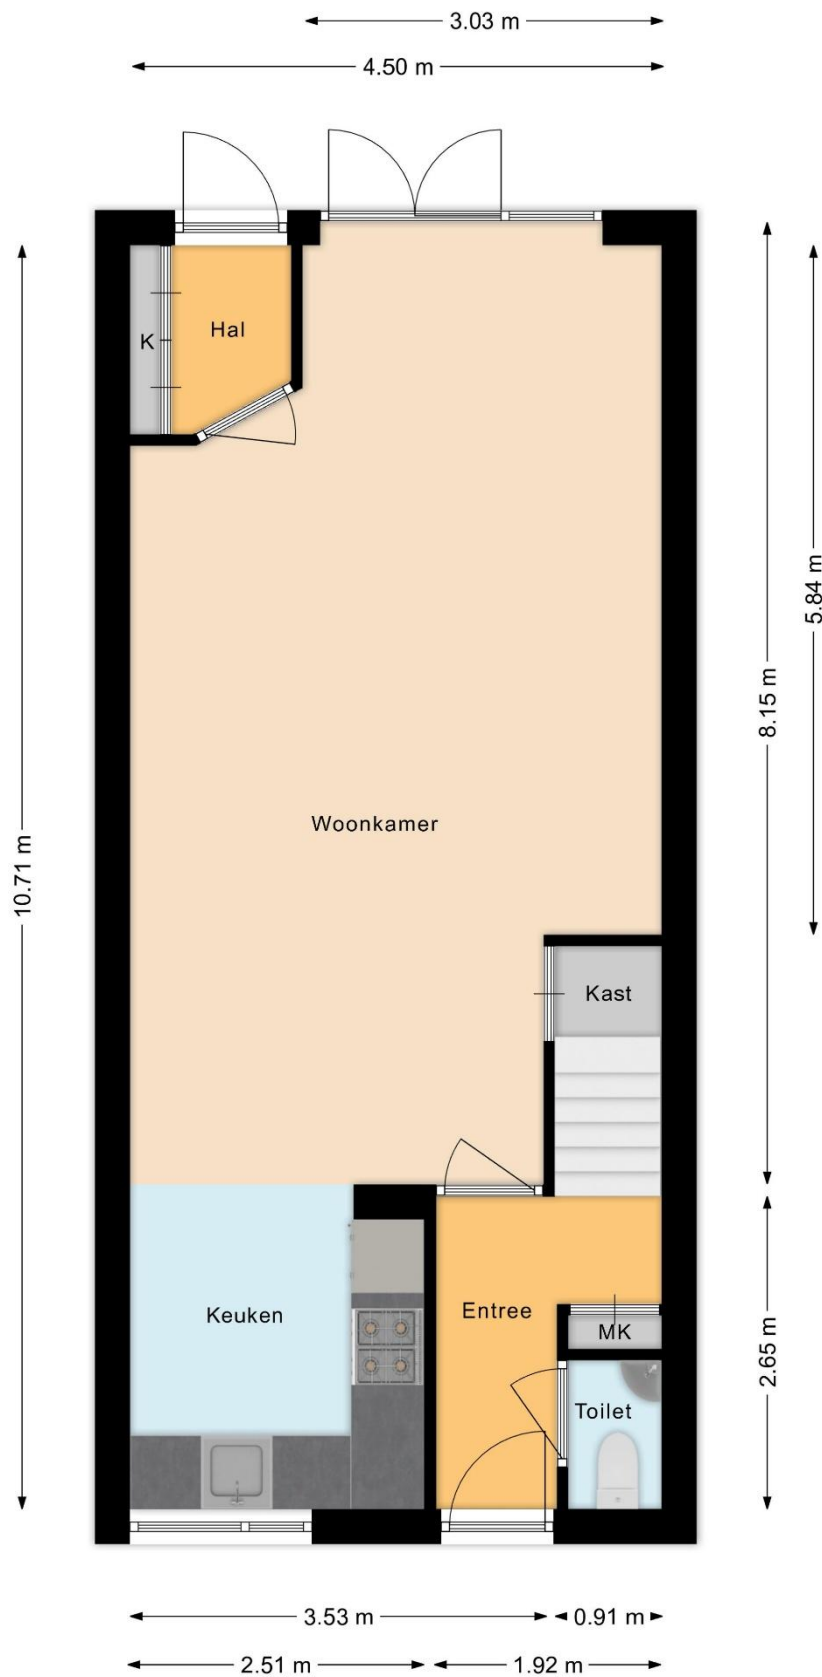 3.03 m
4.50 m
K
Hal
5.84 m
8.15 m
10.71 m
Woonkamer
Kast
Keuken
Entree
MK
2.65 m
Toilet
3.53 m
0.91 m
2.51 m
1.92 m